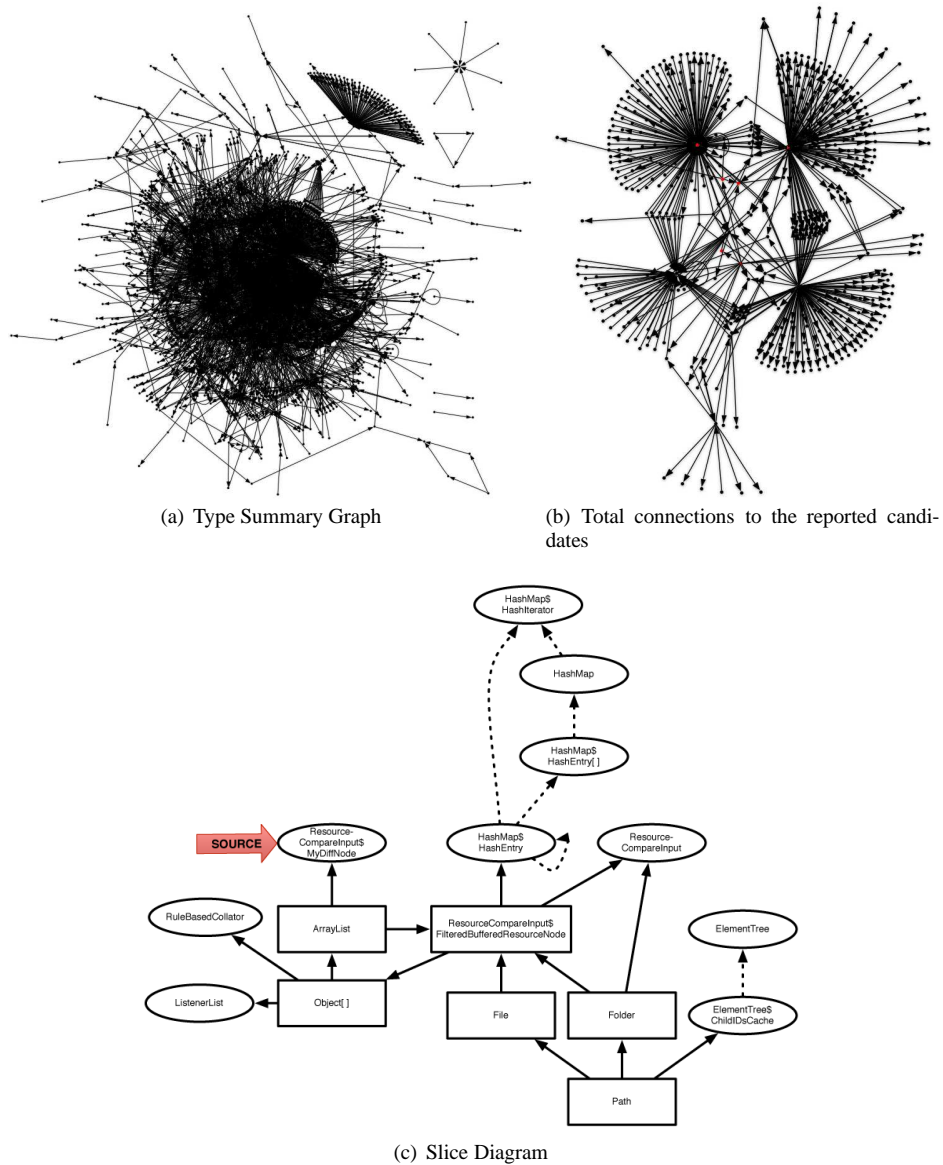 (a) Type Summary Graph
(b) Total connections to the reported candi-
dates
HashMap$
HashIterator
HashMap
HashMap$
HashEntry[ ]
SOURCE
Resource-
CompareInput$
MyDiffNode
HashMap$
HashEntry
Resource-
CompareInput
RuleBasedCollator
ArrayList
ResourceCompareInput$
FilteredBufferedResourceNode
ElementTree
ListenerList
Object[ ]
File
Folder
ElementTree$
ChildIDsCache
Path
(c) Slice Diagram